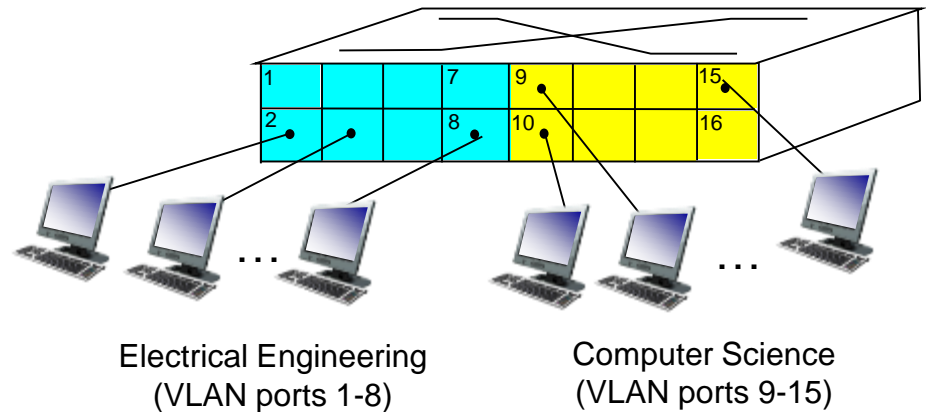 1 7 9 15
2 8 10 16
... ...
Electrical Engineering
(VLAN ports 1-8)
Computer Science
(VLAN ports 9-15)